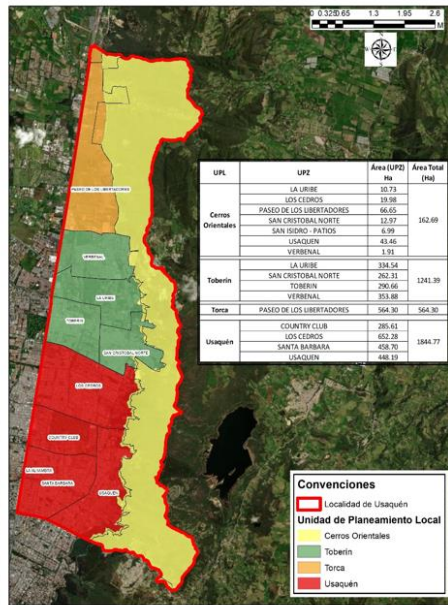 0 0.325 0.65 1.3 1.95 2.6
M
UPL UPZ Área (UPZ) Ha Área Total (Ha)
Cerros Orientales 162.69
LA URIBE 10.73
LOS CEDROS 19.98
PASEO DE LOS LIBERTADORES 66.65
SAN CRISTOBAL NORTE 12.97
SAN ISIDRO - PATIOS 6.99
USAQUEN 43.46
VERBENAL 1.91
Toberín 1241.39
LA URIBE 334.54
SAN CRISTOBAL NORTE 262.31
TOBERIN 290.66
VERBENAL 353.88
Torca PASEO DE LOS LIBERTADORES 564.30 564.30
Usaquén 1844.77
COUNTRY CLUB 285.61
LOS CEDROS 652.28
SANTA BARBARA 458.70
USAQUEN 448.19
PASEO DE LOS LIBERTADORES
VERBENAL
LA URIBE
TOBERIN
SAN CRISTOBAL NORTE
LOS CEDROS
COUNTRY CLUB
SANTA BARBARA
USAQUEN
Convenciones
Localidad de Usaquén
Unidad de Planeamiento Local
Cerros Orientales
Toberín
Torca
Usaquén